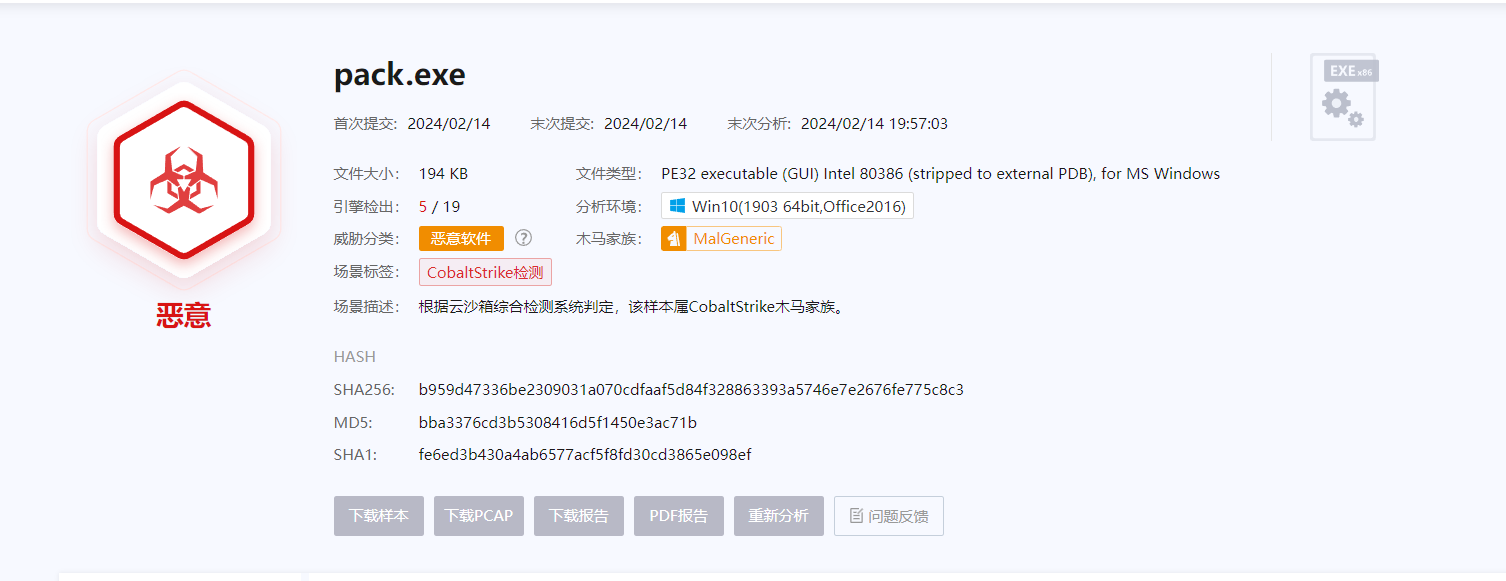 pack.exe
EXE x86
首次提交: 2024/02/14 末次提交: 2024/02/14 末次分析: 2024/02/14 19:57:03
文件大小: 194 KB 文件类型: PE32 executable (GUI) Intel 80386 (stripped to external PDB), for MS Windows
引擎检出: 5 / 19 分析环境: Win10(1903 64bit,Office2016)
威胁分类: 恶意软件 ? 木马家族: MalGeneric
场景标签: CobaltStrike检测
场景描述: 根据云沙箱综合检测系统判定，该样本属CobaltStrike木马家族。
恶意
HASH
SHA256: b959d47336be2309031a070cdfaaf5d84f328863393a5746e7e2676fe775c8c3
MD5: bba3376cd3b5308416d5f1450e3ac71b
SHA1: fe6ed3b430a4ab6577acf5f8fd30cd3865e098ef
下载样本 下载PCAP 下载报告 PDF报告 重新分析 问题反馈